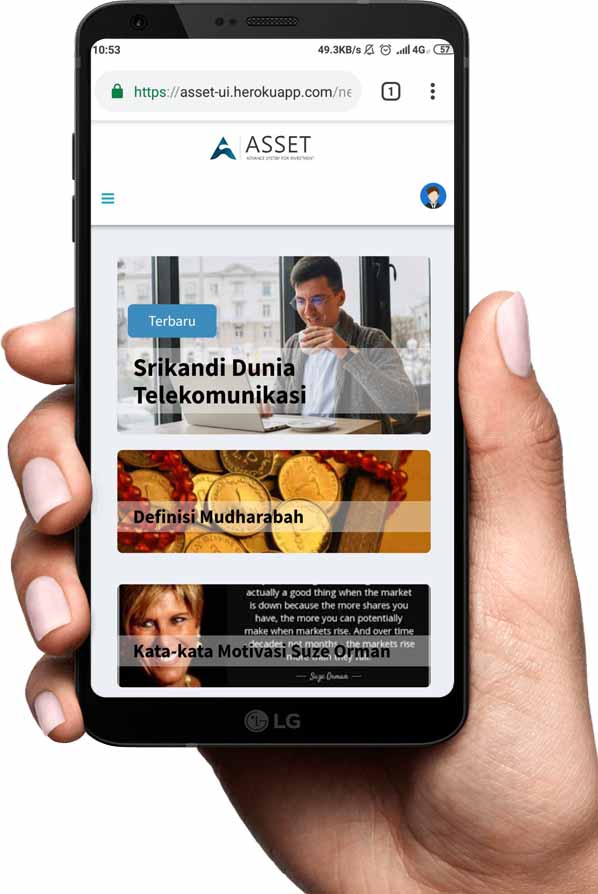 10:53
49.3KB/s 4G 57
https://asset-ui.herokuapp.com/ne
1
ASSET
ADVANCE SYSTEM FOR INVESTMENT
Terbaru
Srikandi Dunia
Telekomunikasi
Definisi Mudharabah
actually a good thing when the market
is down because the more shares you
have, the more you can potentially
make when markets rise. And over time
decades not months - the markets rise
more than they fall.
Kata-kata Motivasi Suze Orman
Suze Orman
LG